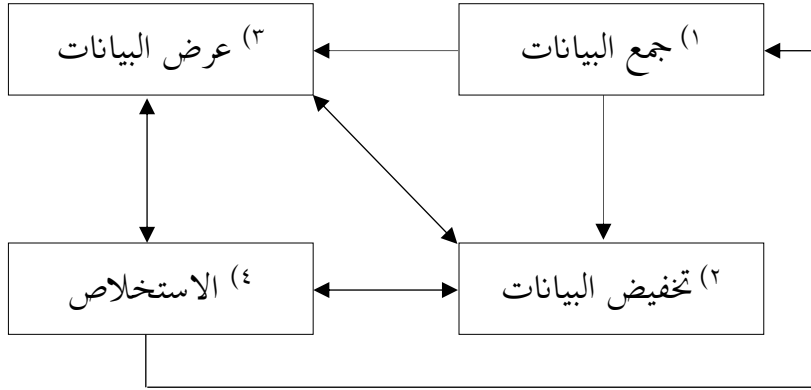 ١) جمع البيانات
٣) عرض البيانات
٢) تخفيض البيانات
٤) الاستخلاص